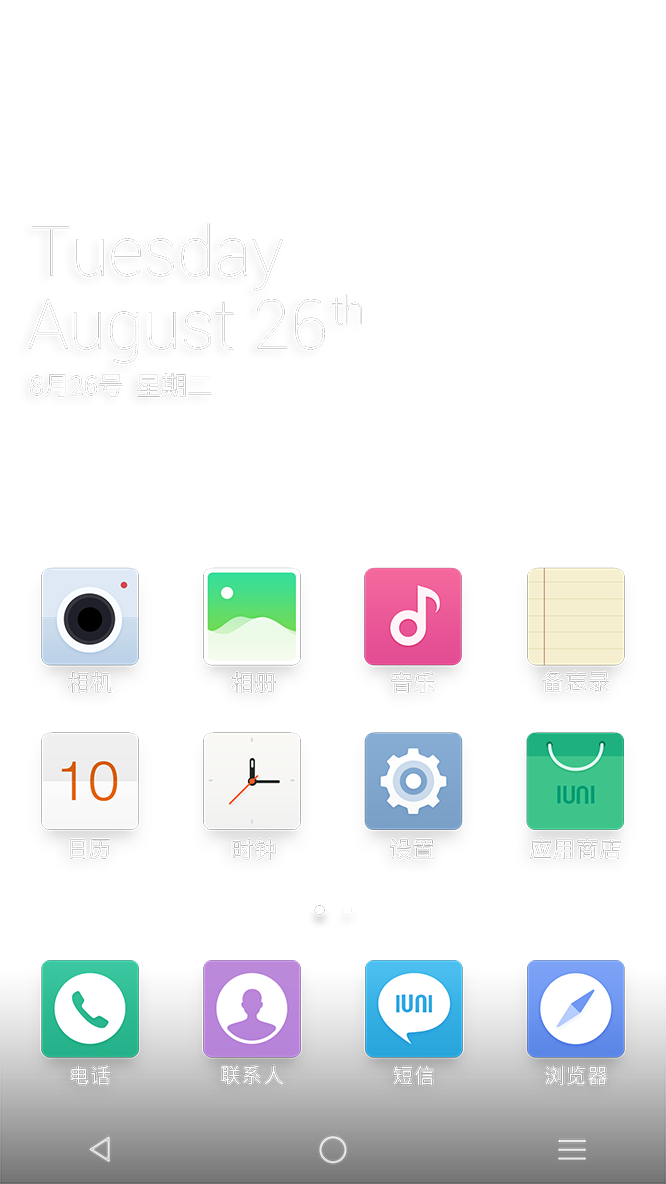 Tuesday
August 26th
8月26号 星期二
相机 相册 音乐 备忘录
10
IUNI
日历 时钟 设置 应用商店
IUNI
电话 联系人 短信 浏览器